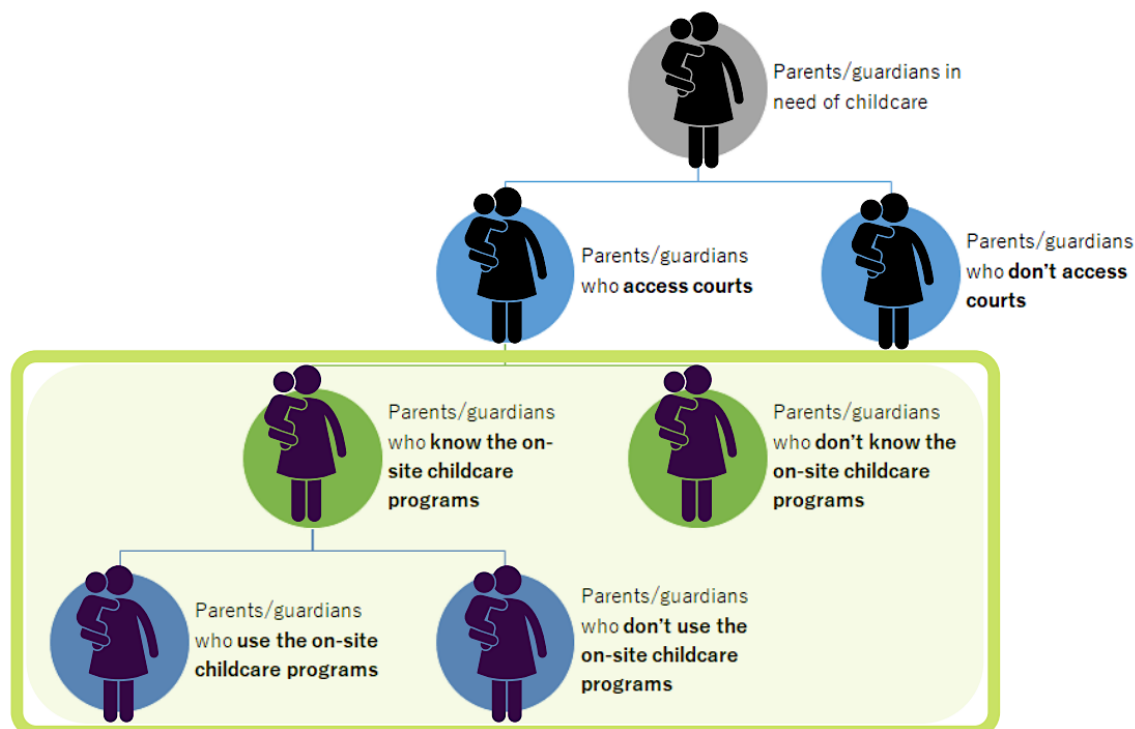 Parents/guardians in
need of childcare
Parents/guardians
who access courts
Parents/guardians
who don’t access
courts
Parents/guardians
who know the on-
site childcare
programs
Parents/guardians
who don’t know the
on-site childcare
programs
Parents/guardians
who use the on-site
childcare programs
Parents/guardians
who don’t use the
on-site childcare
programs